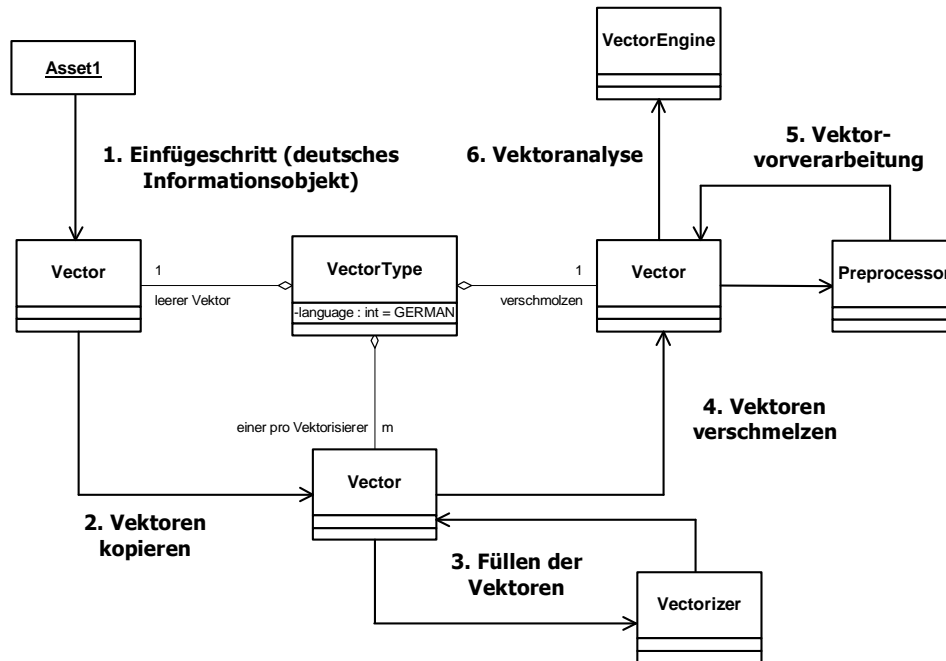 VectorEngine
Asset1
1. Einfügeschritt (deutsches
Informationsobjekt)
6. Vektoranalyse
5. Vektor-
vorverarbeitung
Vector
1
leerer Vektor
VectorType
-language : int = GERMAN
1
verschmolzen
Vector
Preprocessor
einer pro Vektorisierer
m
4. Vektoren
verschmelzen
Vector
2. Vektoren
kopieren
3. Füllen der
Vektoren
Vectorizer